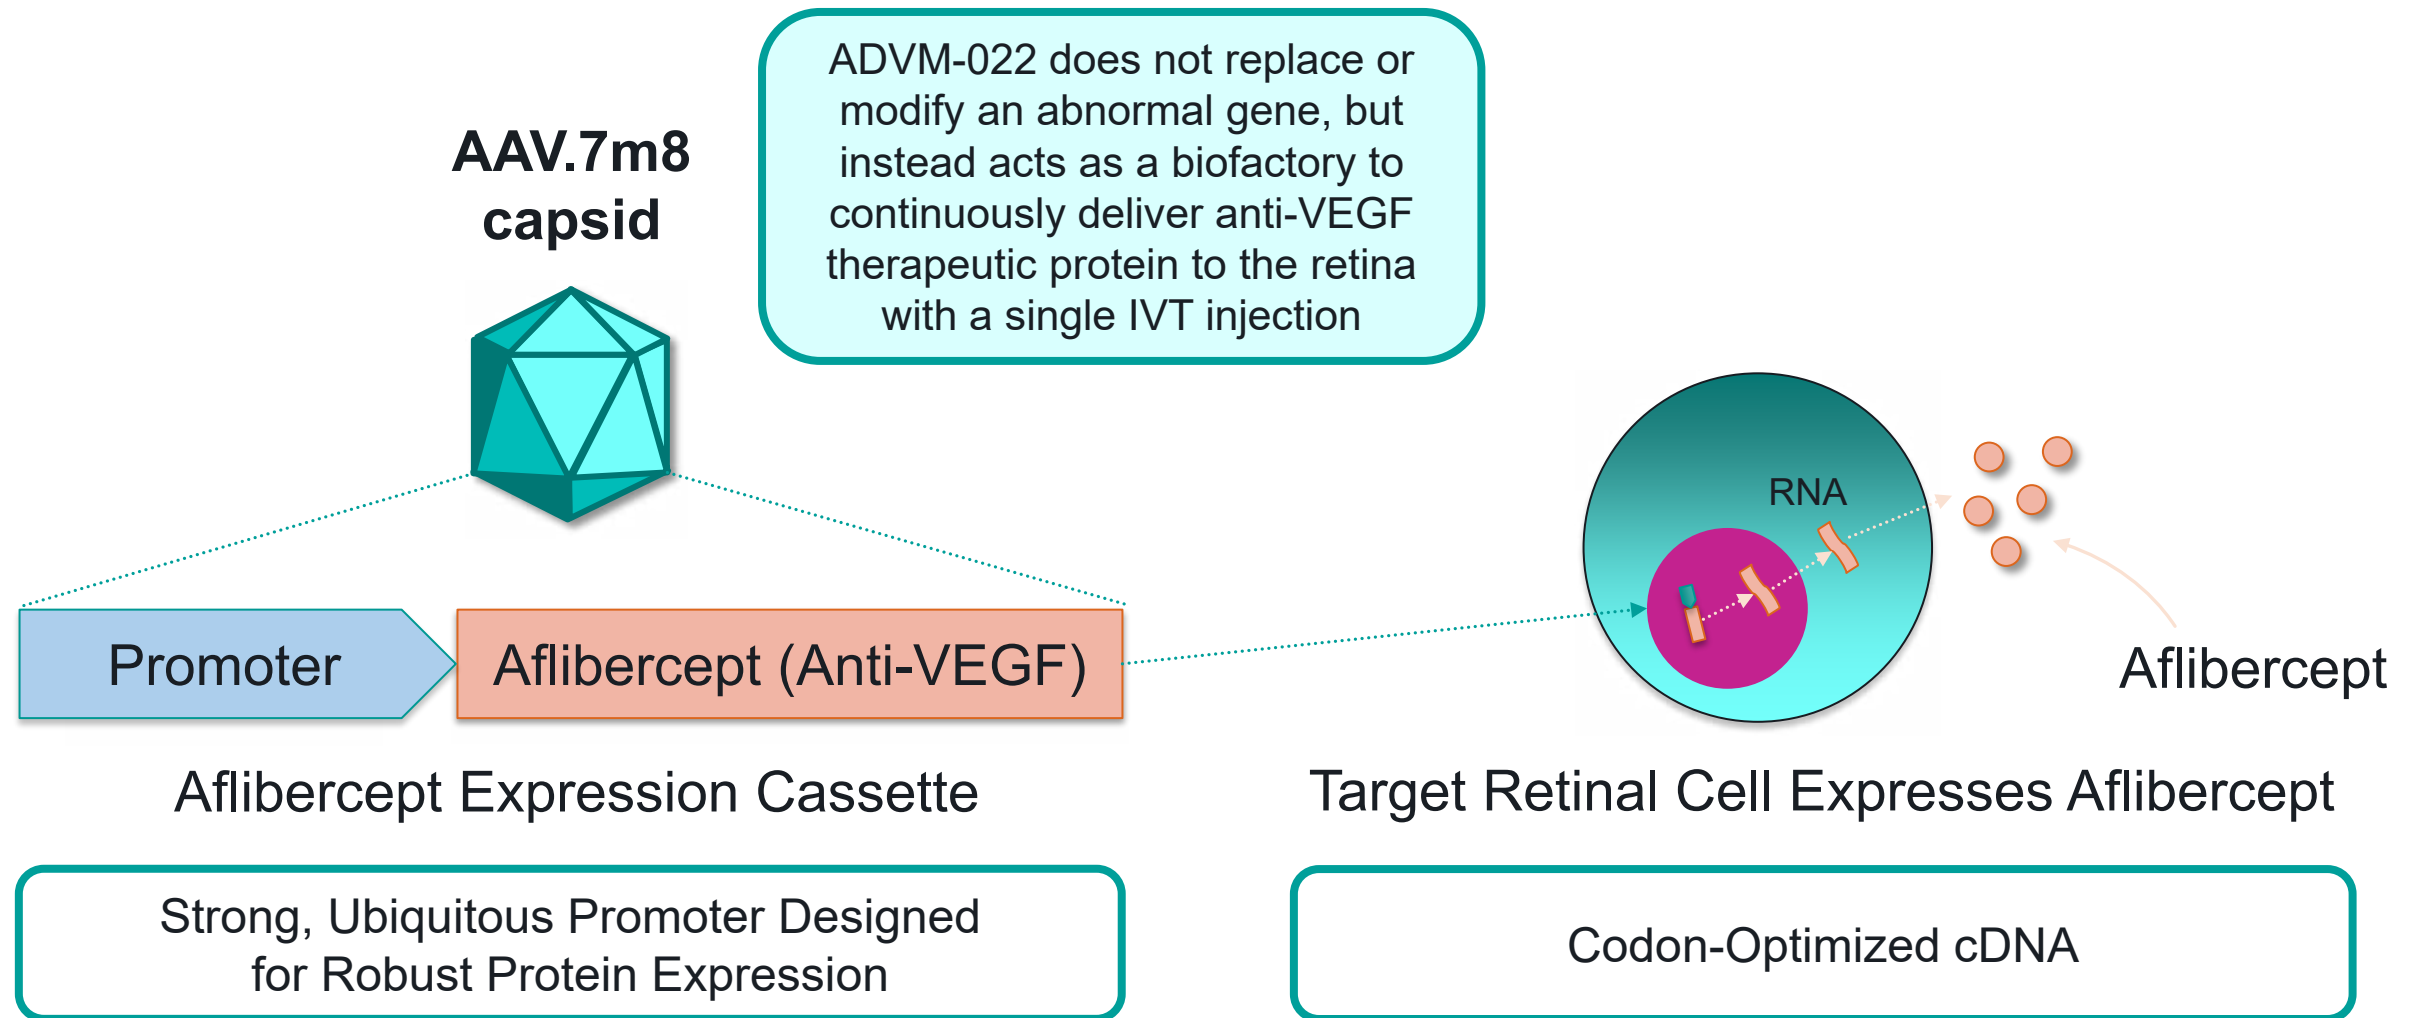 ADVM-022 does not replace or
modify an abnormal gene, but
instead acts as a biofactory to
continuously deliver anti-VEGF
therapeutic protein to the retina
with a single IVT injection
AAV.7m8
capsid
RNA
Promoter
Aflibercept (Anti-VEGF)
Aflibercept
Aflibercept Expression Cassette
Target Retinal Cell Expresses Aflibercept
Strong, Ubiquitous Promoter Designed
for Robust Protein Expression
Codon-Optimized cDNA